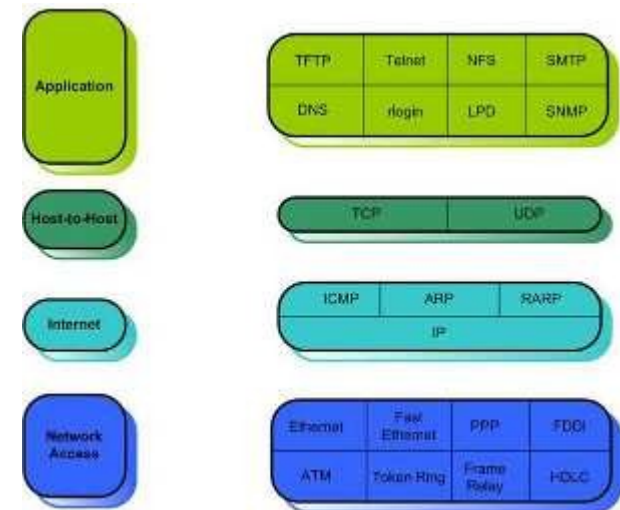 Application
TFTP Telnet NFS SMTP
DNS rlogin LPD SNMP
Host-to-Host
TCP UDP
Internet
ICMP ARP RARP
IP
Network
Access
Ethernet Fast
Ethernet PPP FDDI
ATM Token Ring Frame
Relay HDLC